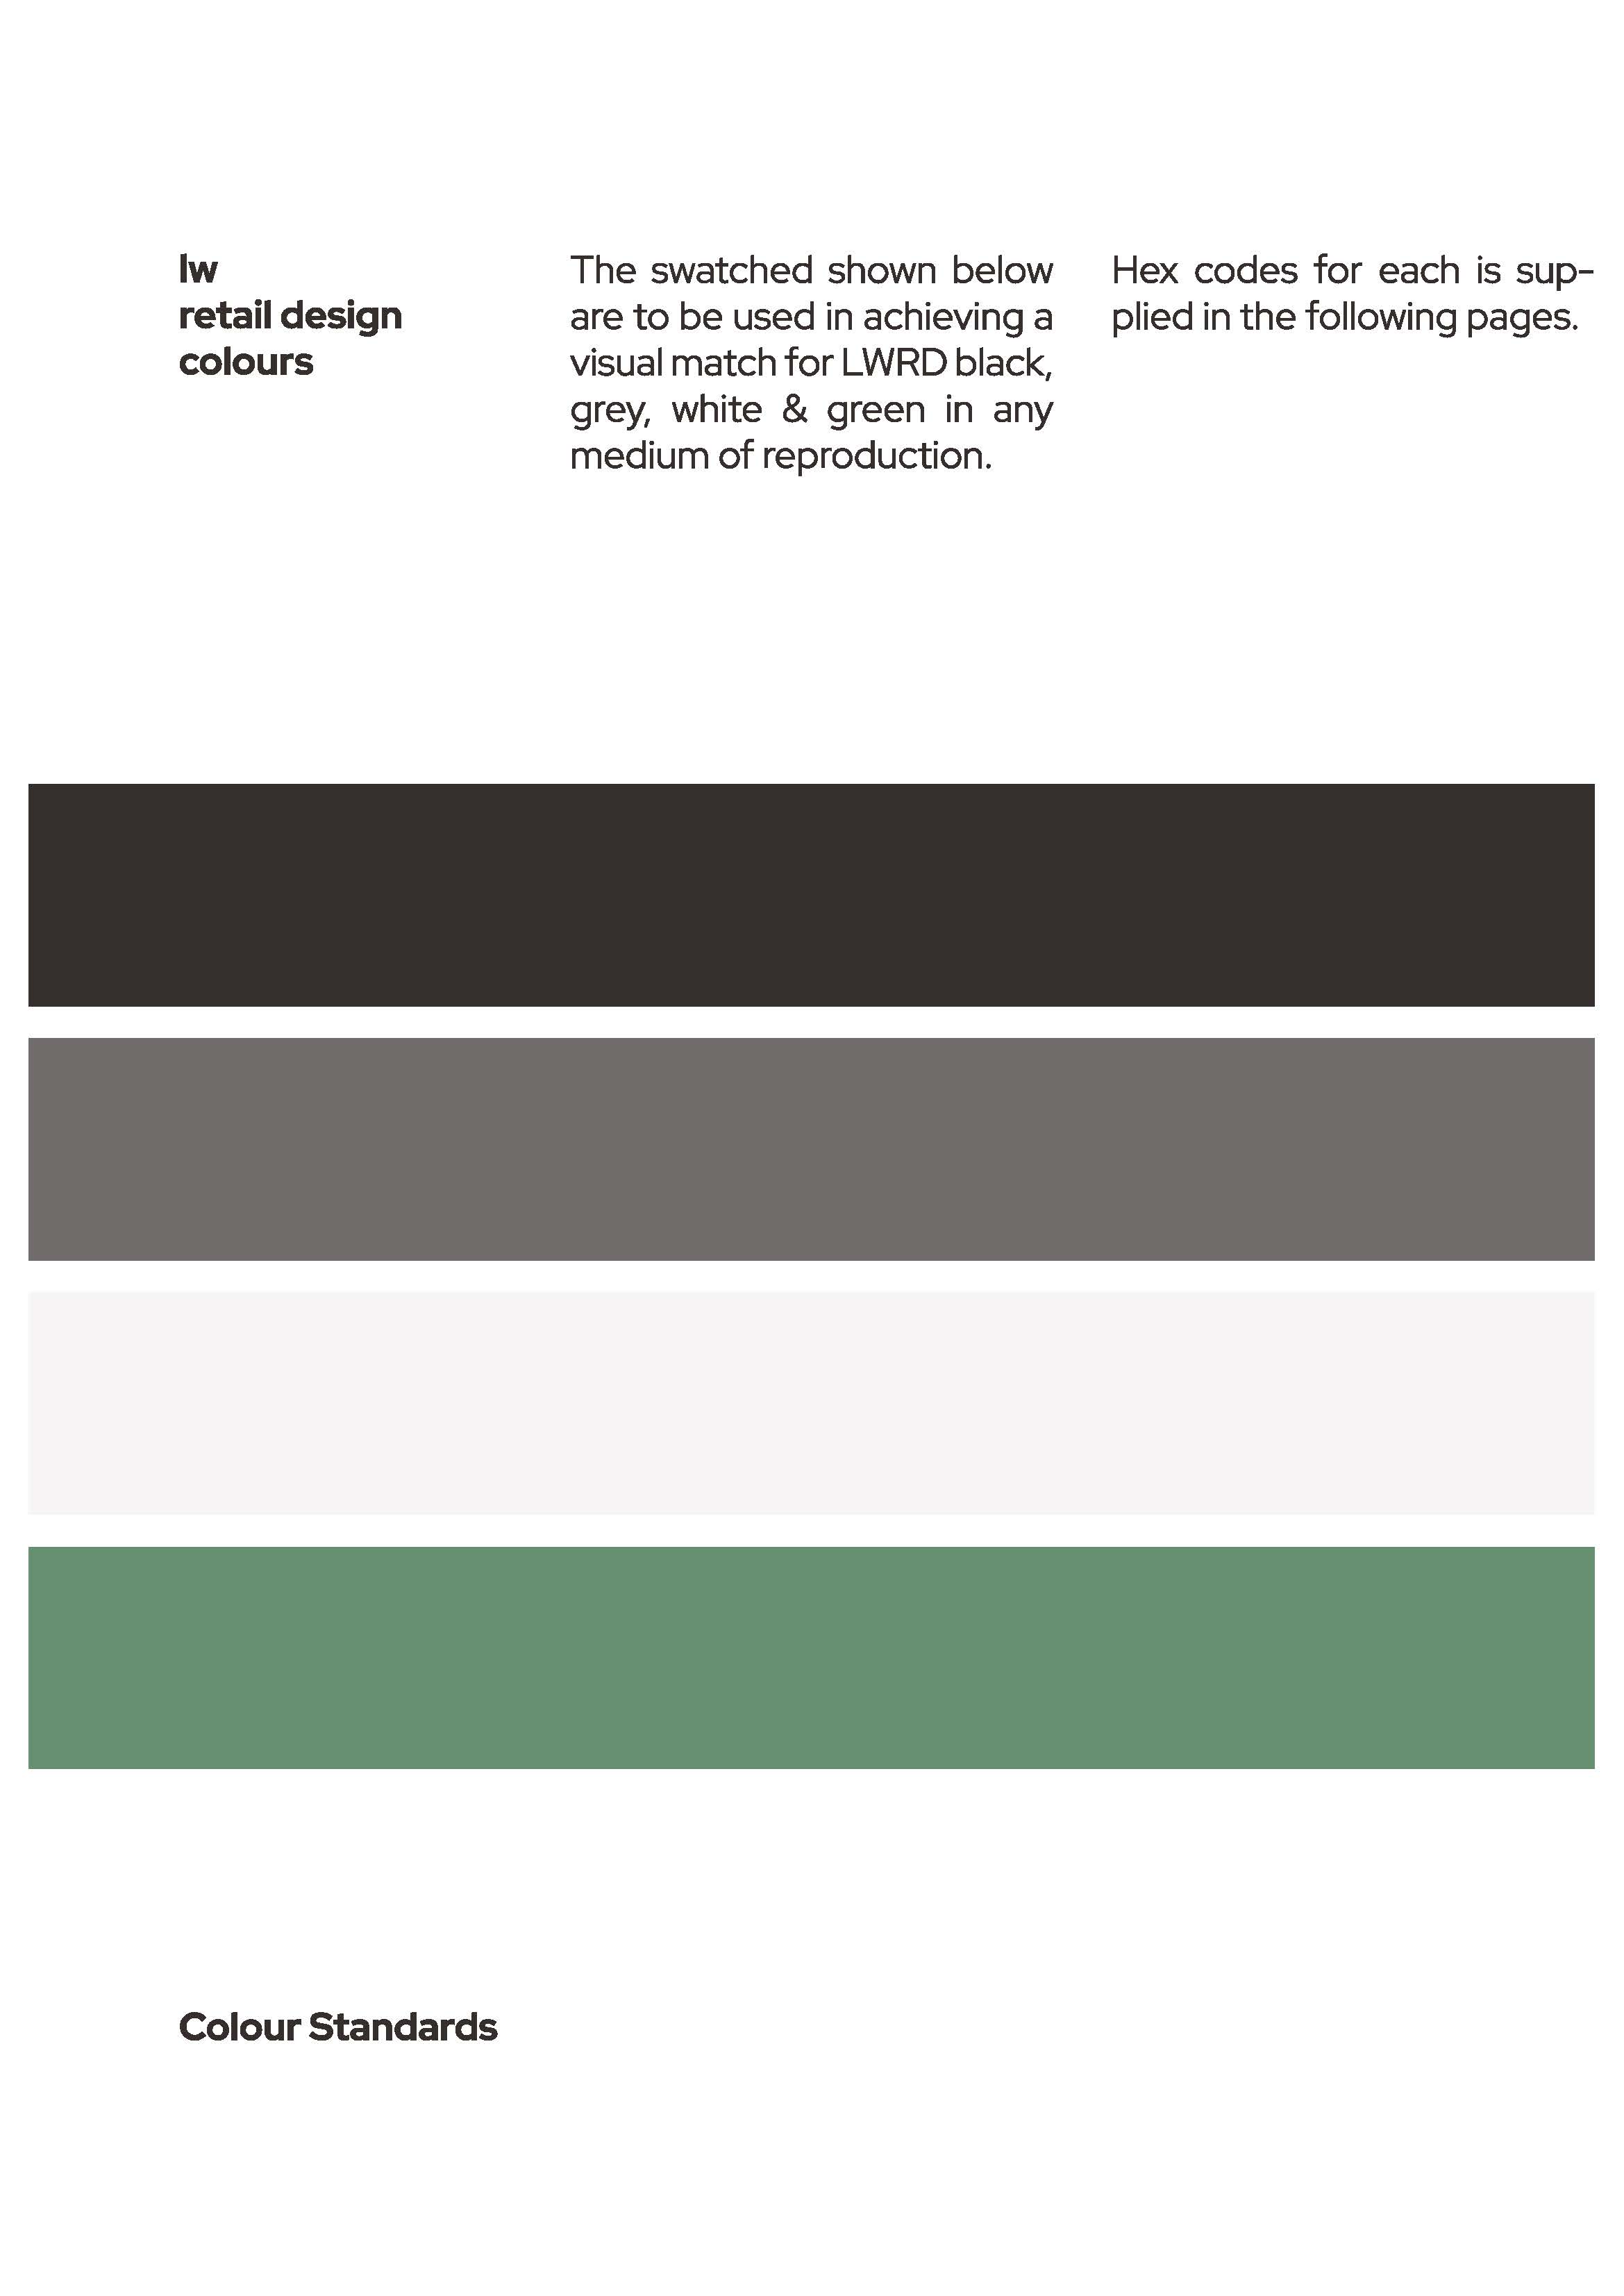 lw
retail design
colours
The swatched shown below
are to be used in achieving a
visual match for LWRD black,
grey, white & green in any
medium of reproduction.
Hex codes for each is sup-
plied in the following pages.
Colour Standards